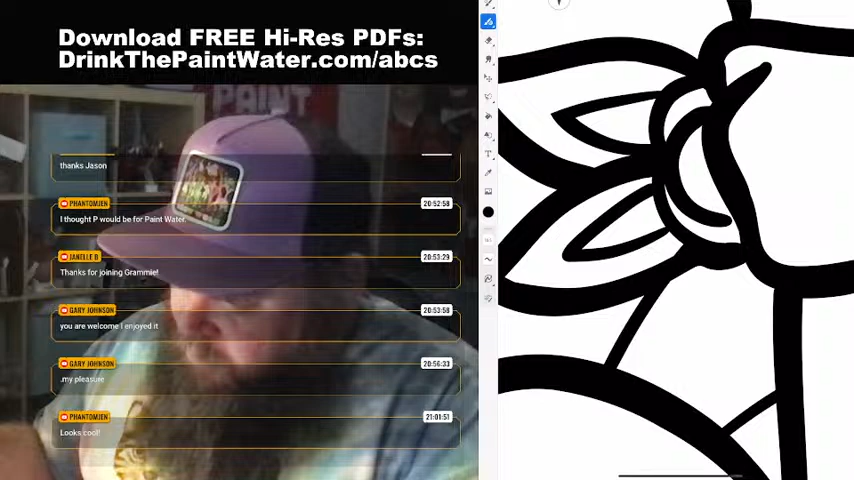 Download FREE Hi-Res PDFs:
DrinkThePaintWater.com/abcs
PAINT
thanks Jason
PHANTOMJEN
20:52:58
I thought P would be for Paint Water.
JANELLE B
20:53:29
Thanks for joining Grammie!
GARY JOHNSON
20:53:58
you are welcome I enjoyed it
GARY JOHNSON
20:56:33
.my pleasure
PHANTOMJEN
21:01:51
Looks cool!